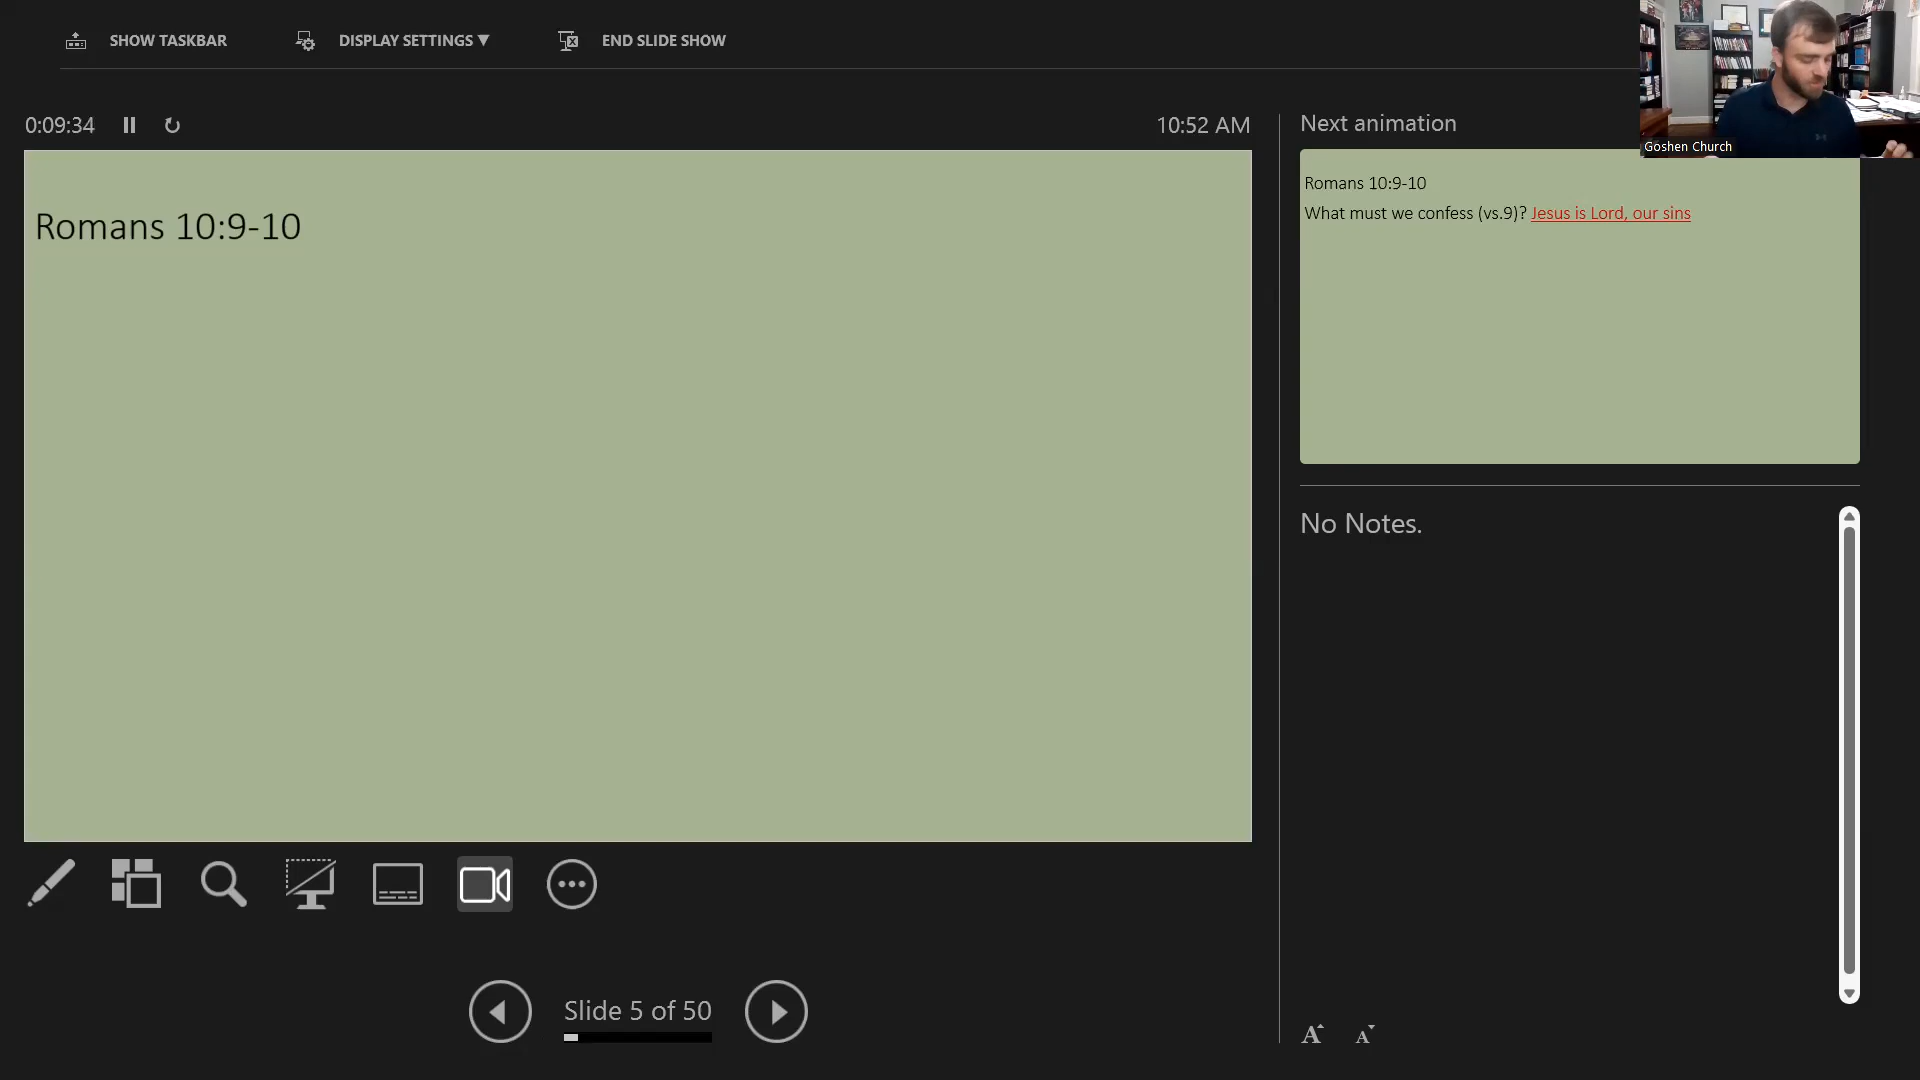 SHOW TASKBAR
DISPLAY SETTINGS ▼
END SLIDE SHOW
0:09:34
10:52 AM
Romans 10:9-10
Slide 5 of 50
Next animation
Goshen Church
Romans 10:9-10
What must we confess (vs.9)? Jesus is Lord, our sins
No Notes.
A A